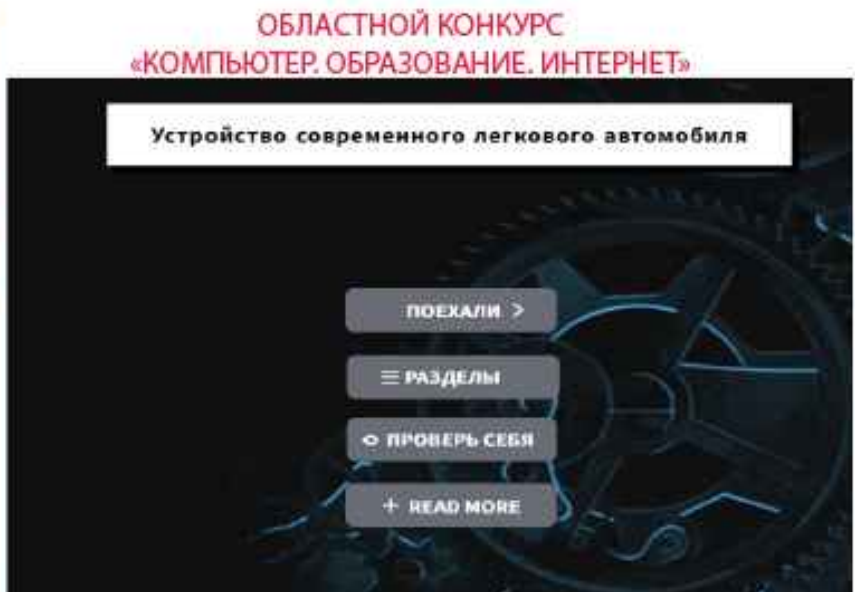 ОБЛАСТНОЙ КОНКУРС
«КОМПЬЮТЕР. ОБРАЗОВАНИЕ. ИНТЕРНЕТ»
Устройство современного легкового автомобиля
ПОЕХАЛИ >
≡ РАЗДЕЛЫ
ПРОВЕРЬ СЕБЯ
+ READ MORE